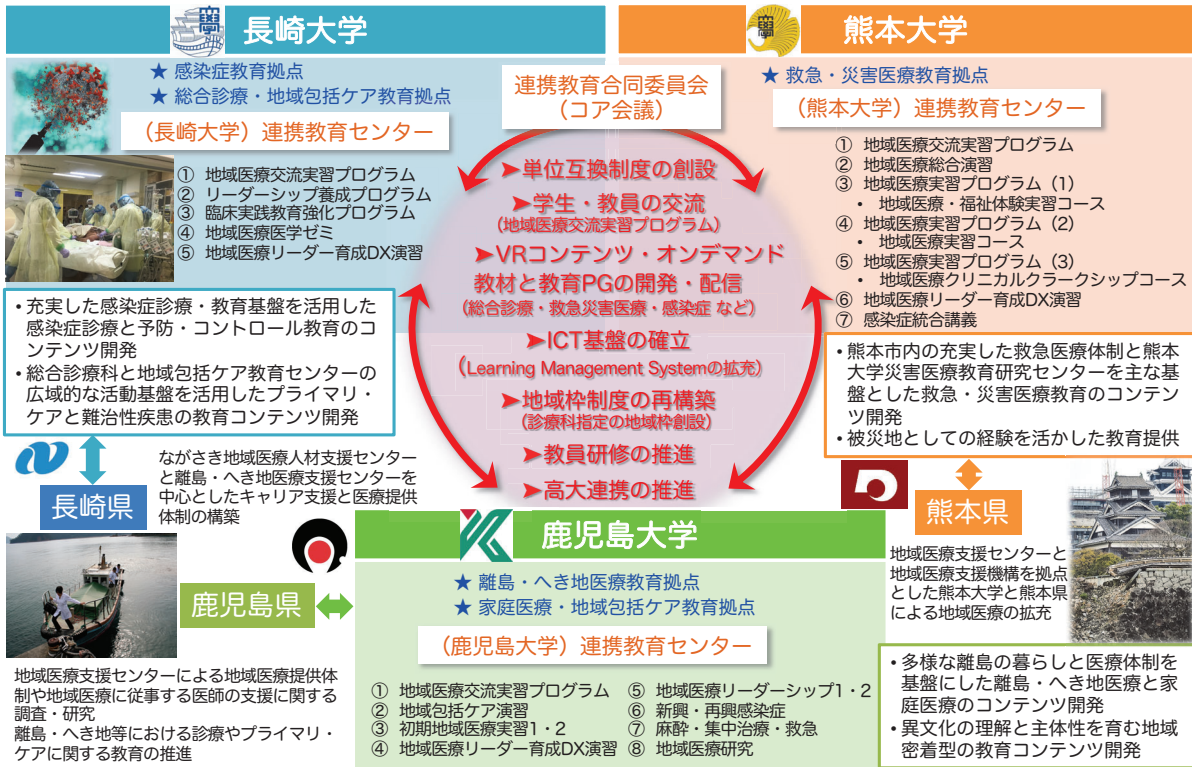 長崎大学
★ 感染症教育拠点
★ 総合診療・地域包括ケア教育拠点
(長崎大学)連携教育センター
① 地域医療交流実習プログラム
② リーダーシップ養成プログラム
③ 臨床実践教育強化プログラム
④ 地域医療医学ゼミ
⑤ 地域医療リーダー育成DX演習
・充実した感染症診療・教育基盤を活用した
感染症診療と予防・コントロール教育のコ
ンテンツ開発
・総合診療科と地域包括ケア教育センターの
広域的な活動基盤を活用したプライマリ・
ケアと難治性疾患の教育コンテンツ開発
長崎県
ながさき地域医療人材支援センター
と離島・へき地医療支援センターを
中心としたキャリア支援と医療提供
体制の構築
連携教育合同委員会
(コア会議)
➤単位互換制度の創設
➤学生・教員の交流
(地域医療交流実習プログラム)
➤VRコンテンツ・オンデマンド
教材と教育PGの開発・配信
(総合診療・救急災害医療・感染症 など)
➤ICT基盤の確立
(Learning Management Systemの拡充)
➤地域枠制度の再構築
(診療科指定の地域枠創設)
➤教員研修の推進
➤高大連携の推進
熊本大学
★ 救急・災害医療教育拠点
(熊本大学)連携教育センター
① 地域医療交流実習プログラム
② 地域医療総合演習
③ 地域医療実習プログラム(1)
・ 地域医療・福祉体験実習コース
④ 地域医療実習プログラム(2)
・ 地域医療実習コース
⑤ 地域医療実習プログラム(3)
・ 地域医療クリニカルクラークシップコース
⑥ 地域医療リーダー育成DX演習
⑦ 感染症統合講義
・熊本市内の充実した救急医療体制と熊本
大学災害医療教育研究センターを主な基
盤とした救急・災害医療教育のコンテン
ツ開発
・被災地としての経験を活かした教育提供
熊本県
地域医療支援センターと
地域医療支援機構を拠点
とした熊本大学と熊本県
による地域医療の拡充
鹿児島大学
★ 離島・へき地医療教育拠点
★ 家庭医療・地域包括ケア教育拠点
(鹿児島大学)連携教育センター
① 地域医療交流実習プログラム
② 地域包括ケア演習
③ 初期地域医療実習1・2
④ 地域医療リーダー育成DX演習
⑤ 地域医療リーダーシップ1・2
⑥ 新興・再興感染症
⑦ 麻酔・集中治療・救急
⑧ 地域医療研究
鹿児島県
地域医療支援センターによる地域医療提供体
制や地域医療に従事する医師の支援に関する
調査・研究
離島・へき地等における診療やプライマリ・
ケアに関する教育の推進
・多様な離島の暮らしと医療体制を
基盤にした離島・へき地医療と家
庭医療のコンテンツ開発
・異文化の理解と主体性を育む地域
密着型の教育コンテンツ開発